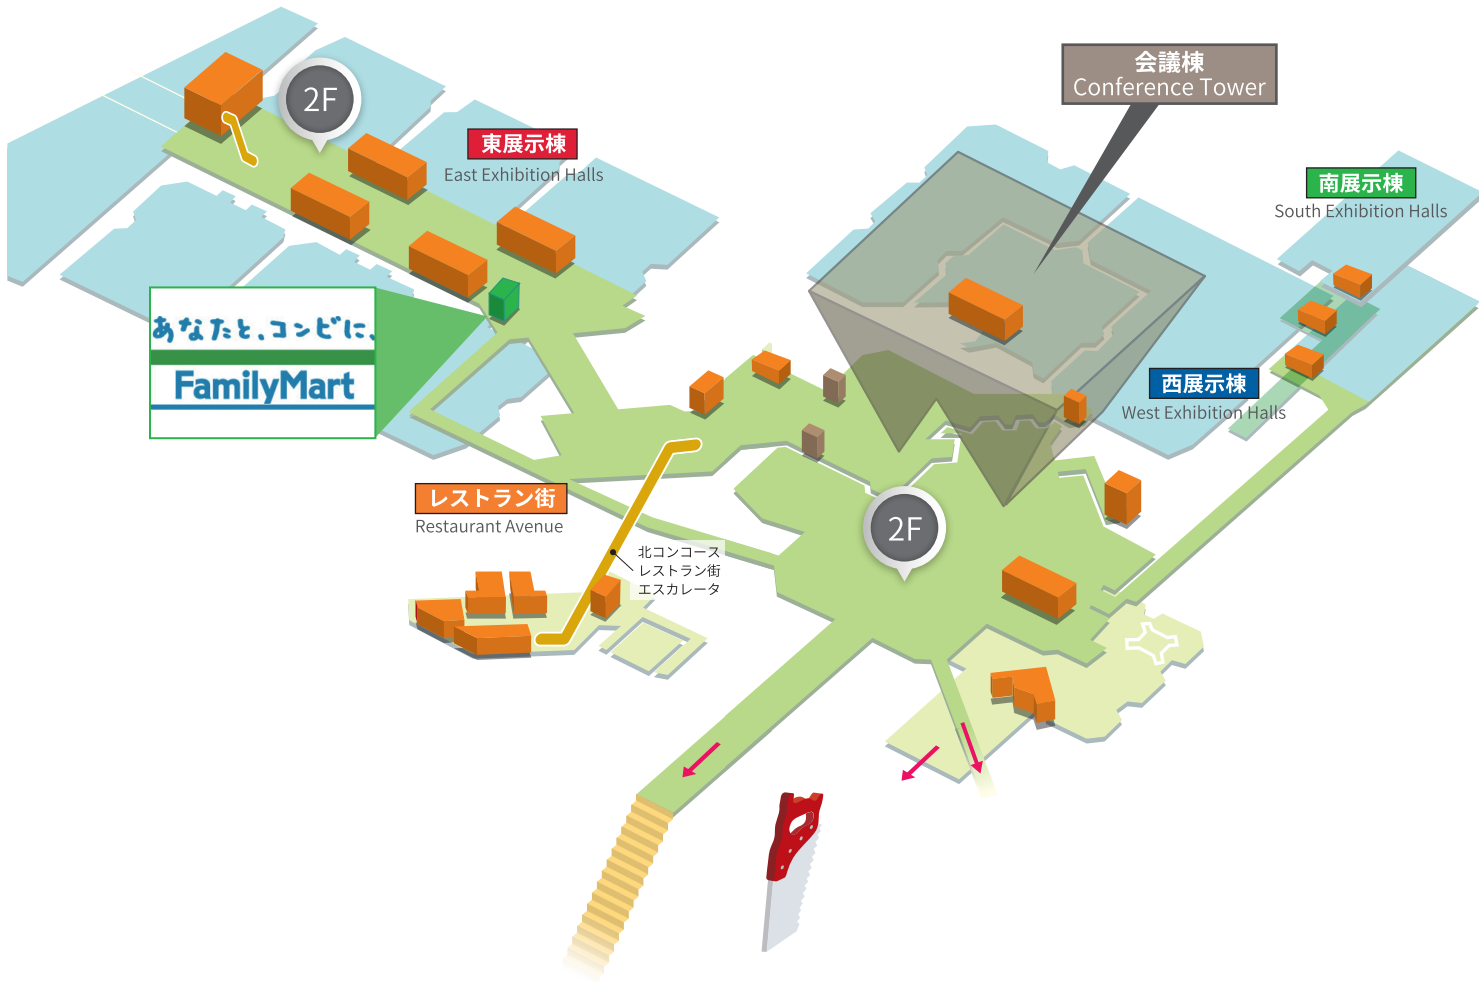 2F
東展示棟
East Exhibition Halls
会議棟
Conference Tower
南展示棟
South Exhibition Halls
あなたと、コンビに、
FamilyMart
西展示棟
West Exhibition Halls
レストラン街
Restaurant Avenue
2F
北コンコース
レストラン街
エスカレータ